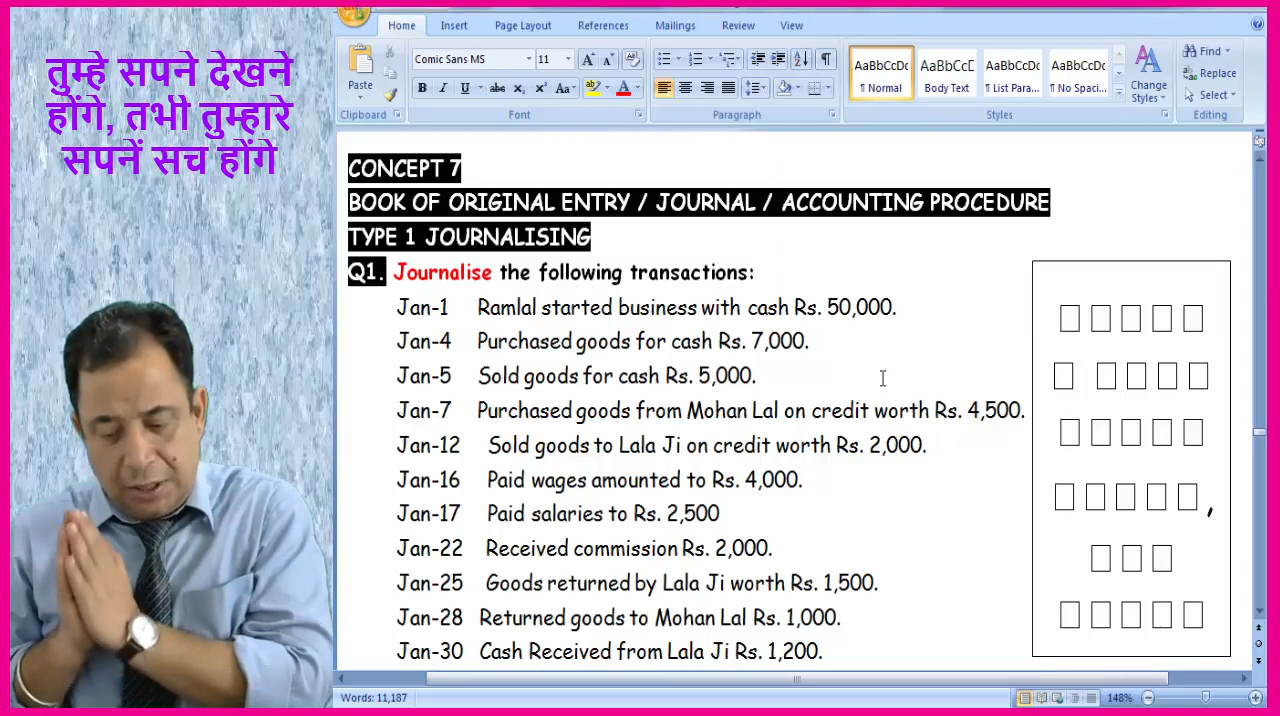 तुम्हे सपने देखने
होंगे, तभी तुम्हारे
सपनें सच होंगे
Home Insert Page Layout References Mailings Review View
Comic Sans MS 11
Paste
B I U abc x₂ x² Aa A
AaBbCcDc AaBbCcD AaBbCcDc AaBbCcDc
¶ Normal Body Text ¶ List Para... ¶ No Spaci...
Change
Styles
Find
Replace
Select
Clipboard Font Paragraph Styles Editing
CONCEPT 7
BOOK OF ORIGINAL ENTRY / JOURNAL / ACCOUNTING PROCEDURE
TYPE 1 JOURNALISING
Q1. Journalise the following transactions:
Jan-1 Ramlal started business with cash Rs. 50,000.
Jan-4 Purchased goods for cash Rs. 7,000.
Jan-5 Sold goods for cash Rs. 5,000.
Jan-7 Purchased goods from Mohan Lal on credit worth Rs. 4,500.
Jan-12 Sold goods to Lala Ji on credit worth Rs. 2,000.
Jan-16 Paid wages amounted to Rs. 4,000.
Jan-17 Paid salaries to Rs. 2,500
Jan-22 Received commission Rs. 2,000.
Jan-25 Goods returned by Lala Ji worth Rs. 1,500.
Jan-28 Returned goods to Mohan Lal Rs. 1,000.
Jan-30 Cash Received from Lala Ji Rs. 1,200.
Words: 11,187
148%